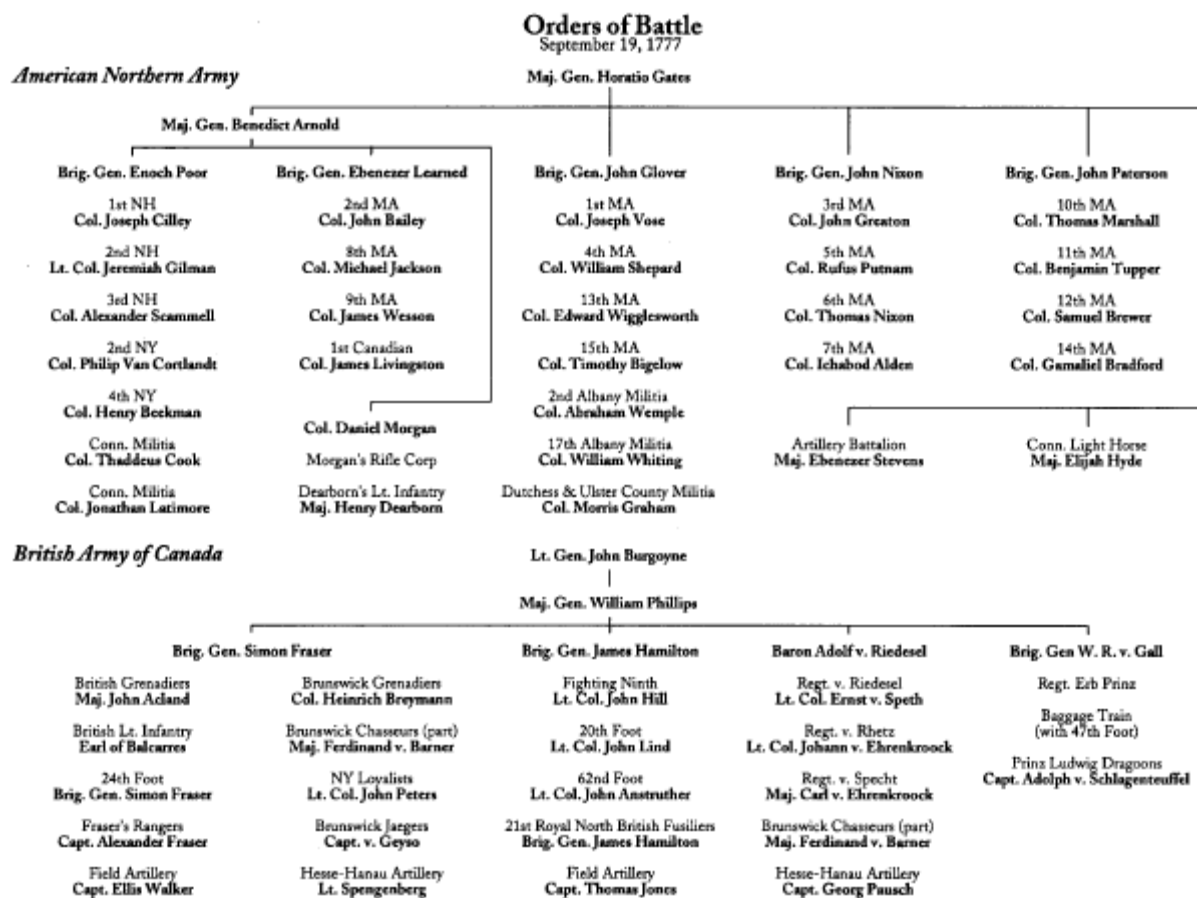 Orders of Battle
September 19, 1777
American Northern Army
Maj. Gen. Horatio Gates
Maj. Gen. Benedict Arnold
Brig. Gen. Enoch Poor
1st NH
Col. Joseph Cilley
2nd NH
Lt. Col. Jeremiah Gilman
3rd NH
Col. Alexander Scammell
2nd NY
Col. Philip Van Cortlandt
4th NY
Col. Henry Beekman
Conn. Militia
Col. Thaddeus Cook
Conn. Militia
Col. Jonathan Latimore
Brig. Gen. Ebenezer Learned
2nd MA
Col. John Bailey
8th MA
Col. Michael Jackson
9th MA
Col. James Wesson
1st Canadian
Col. James Livingston
Col. Daniel Morgan
Morgan's Rifle Corp
Dearborn's Lt. Infantry
Maj. Henry Dearborn
Brig. Gen. John Glover
1st MA
Col. Joseph Vose
4th MA
Col. William Shepard
13th MA
Col. Edward Wigglesworth
15th MA
Col. Timothy Bigelow
2nd Albany Militia
Col. Abraham Wemple
17th Albany Militia
Col. William Whiting
Dutchess & Ulster County Militia
Col. Morris Graham
Brig. Gen. John Nixon
3rd MA
Col. John Greaton
5th MA
Col. Rufus Putnam
6th MA
Col. Thomas Nixon
7th MA
Col. Ichabod Alden
Brig. Gen. John Paterson
10th MA
Col. Thomas Marshall
11th MA
Col. Benjamin Tupper
12th MA
Col. Samuel Brewer
14th MA
Col. Gamaliel Bradford
Artillery Battalion
Maj. Ebenezer Stevens
Conn. Light Horse
Maj. Elijah Hyde
British Army of Canada
Lt. Gen. John Burgoyne
Maj. Gen. William Phillips
Brig. Gen. Simon Fraser
British Grenadiers
Maj. John Acland
British Lt. Infantry
Earl of Balcarres
24th Foot
Brig. Gen. Simon Fraser
Fraser's Rangers
Capt. Alexander Fraser
Field Artillery
Capt. Ellis Walker
Brunswick Grenadiers
Col. Heinrich Breymann
Brunswick Chasseurs (part)
Maj. Ferdinand v. Barner
NY Loyalists
Lt. Col. John Peters
Brunswick Jaegers
Capt. v. Geyso
Hesse-Hanau Artillery
Lt. Spengenberg
Brig. Gen. James Hamilton
Fighting Ninth
Lt. Col. John Hill
20th Foot
Lt. Col. John Lind
62nd Foot
Lt. Col. John Anstruther
21st Royal North British Fusiliers
Brig. Gen. James Hamilton
Field Artillery
Capt. Thomas Jones
Baron Adolf v. Riedesel
Regt. v. Riedesel
Lt. Col. Ernst v. Speth
Regt. v. Rhetz
Lt. Col. Johann v. Ehrenkroock
Regt. v. Specht
Maj. Carl v. Ehrenkroock
Brunswick Chasseurs (part)
Maj. Ferdinand v. Barner
Hesse-Hanau Artillery
Capt. Georg Pausch
Brig. Gen W. R. v. Gall
Regt. Erb Prinz
Baggage Train
(with 47th Foot)
Prinz Ludwig Dragoons
Capt. Adolph v. Schlagenteuffel